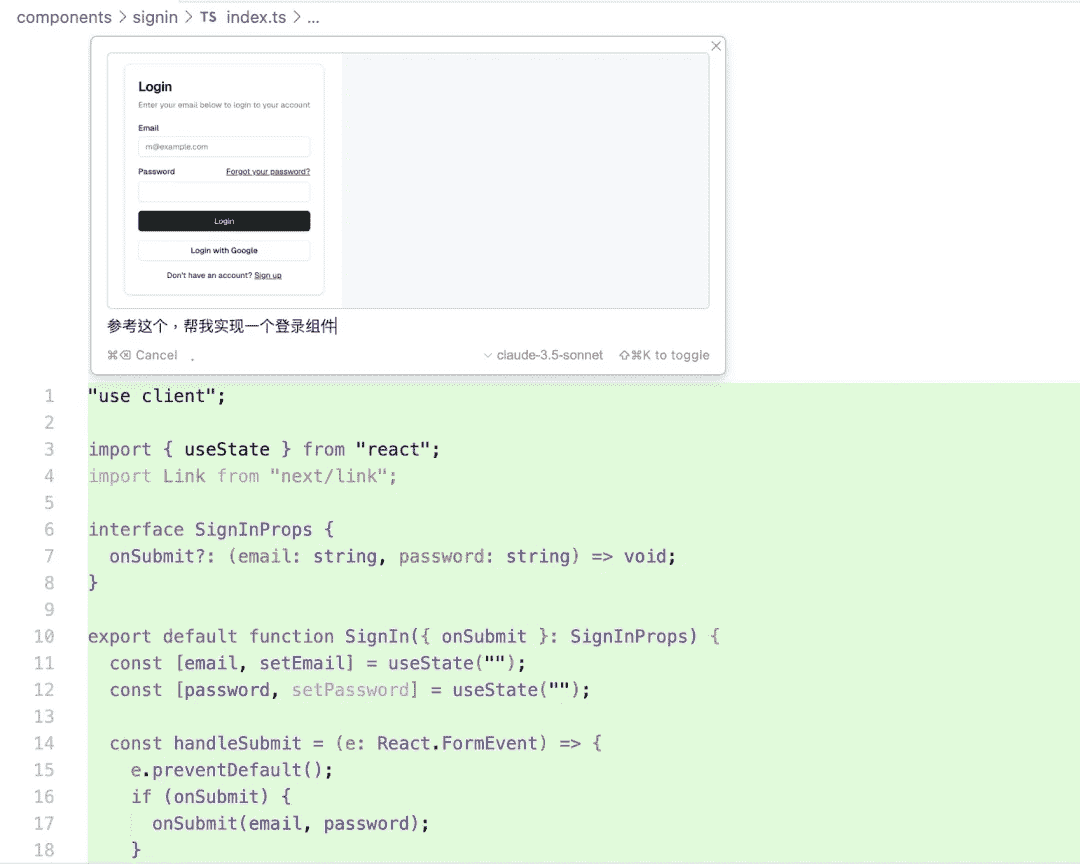 components > signin > TS index.ts > ...
Login
Enter your email below to login to your account
Email
m@example.com
Password Forgot your password?
Login
Login with Google
Don't have an account? Sign up
参考这个，帮我实现一个登录组件
⌘⌫ Cancel . claude-3.5-sonnet ⇧⌘K to toggle
1 "use client";
2
3 import { useState } from "react";
4 import Link from "next/link";
5
6 interface SignInProps {
7 onSubmit?: (email: string, password: string) => void;
8 }
9
10 export default function SignIn({ onSubmit }: SignInProps) {
11 const [email, setEmail] = useState("");
12 const [password, setPassword] = useState("");
13
14 const handleSubmit = (e: React.FormEvent) => {
15 e.preventDefault();
16 if (onSubmit) {
17 onSubmit(email, password);
18 }